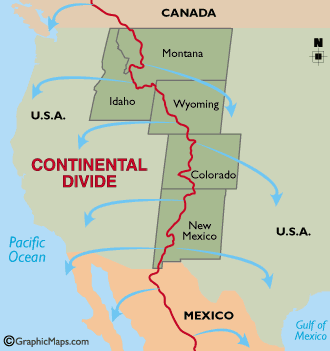 CANADA
Montana
N
Idaho
Wyoming
U.S.A.
CONTINENTAL
DIVIDE
Colorado
New
Mexico
U.S.A.
Pacific
Ocean
MEXICO
Gulf of
Mexico
©GraphicMaps.com